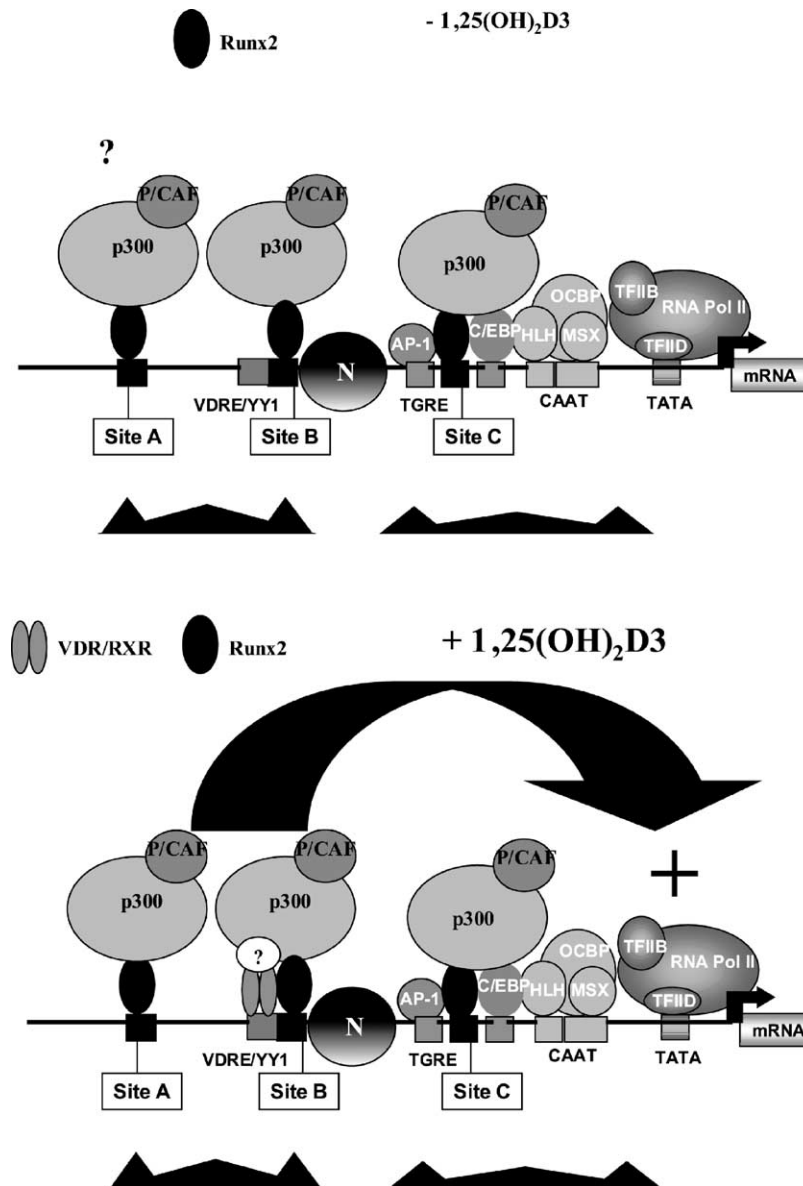 - 1,25(OH)₂D3
Runx2
?
P/CAF P/CAF P/CAF
p300 p300 p300
OCBP TFIIB RNA Pol II
C/EBP HLH MSX
AP-1 TFIID
N
mRNA
VDRE/YY1 TGRE CAAT TATA
Site A Site B Site C
VDR/RXR Runx2 + 1,25(OH)₂D3
P/CAF P/CAF P/CAF
+
p300 p300 p300
OCBP TFIIB RNA Pol II
?
C/EBP HLH MSX
AP-1 TFIID
N
mRNA
VDRE/YY1 TGRE CAAT TATA
Site A Site B Site C